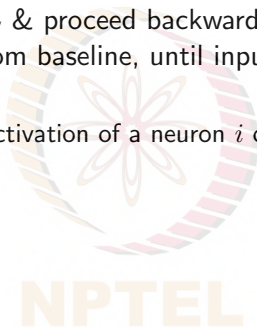 & proceed backward
om baseline, until inpu
ctivation of a neuron i
NPTEL